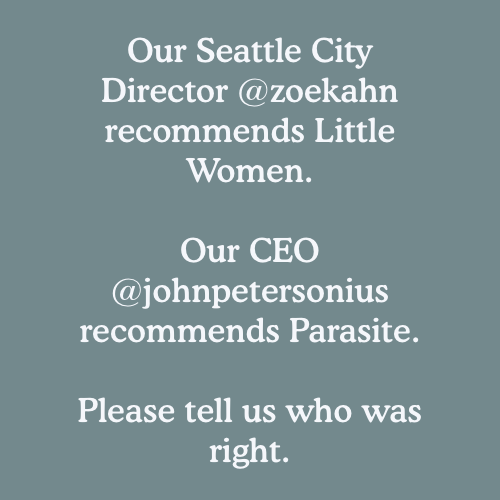 Our Seattle City
Director @zoekahn
recommends Little
Women.
Our CEO
@johnpetersonius
recommends Parasite.
Please tell us who was
right.